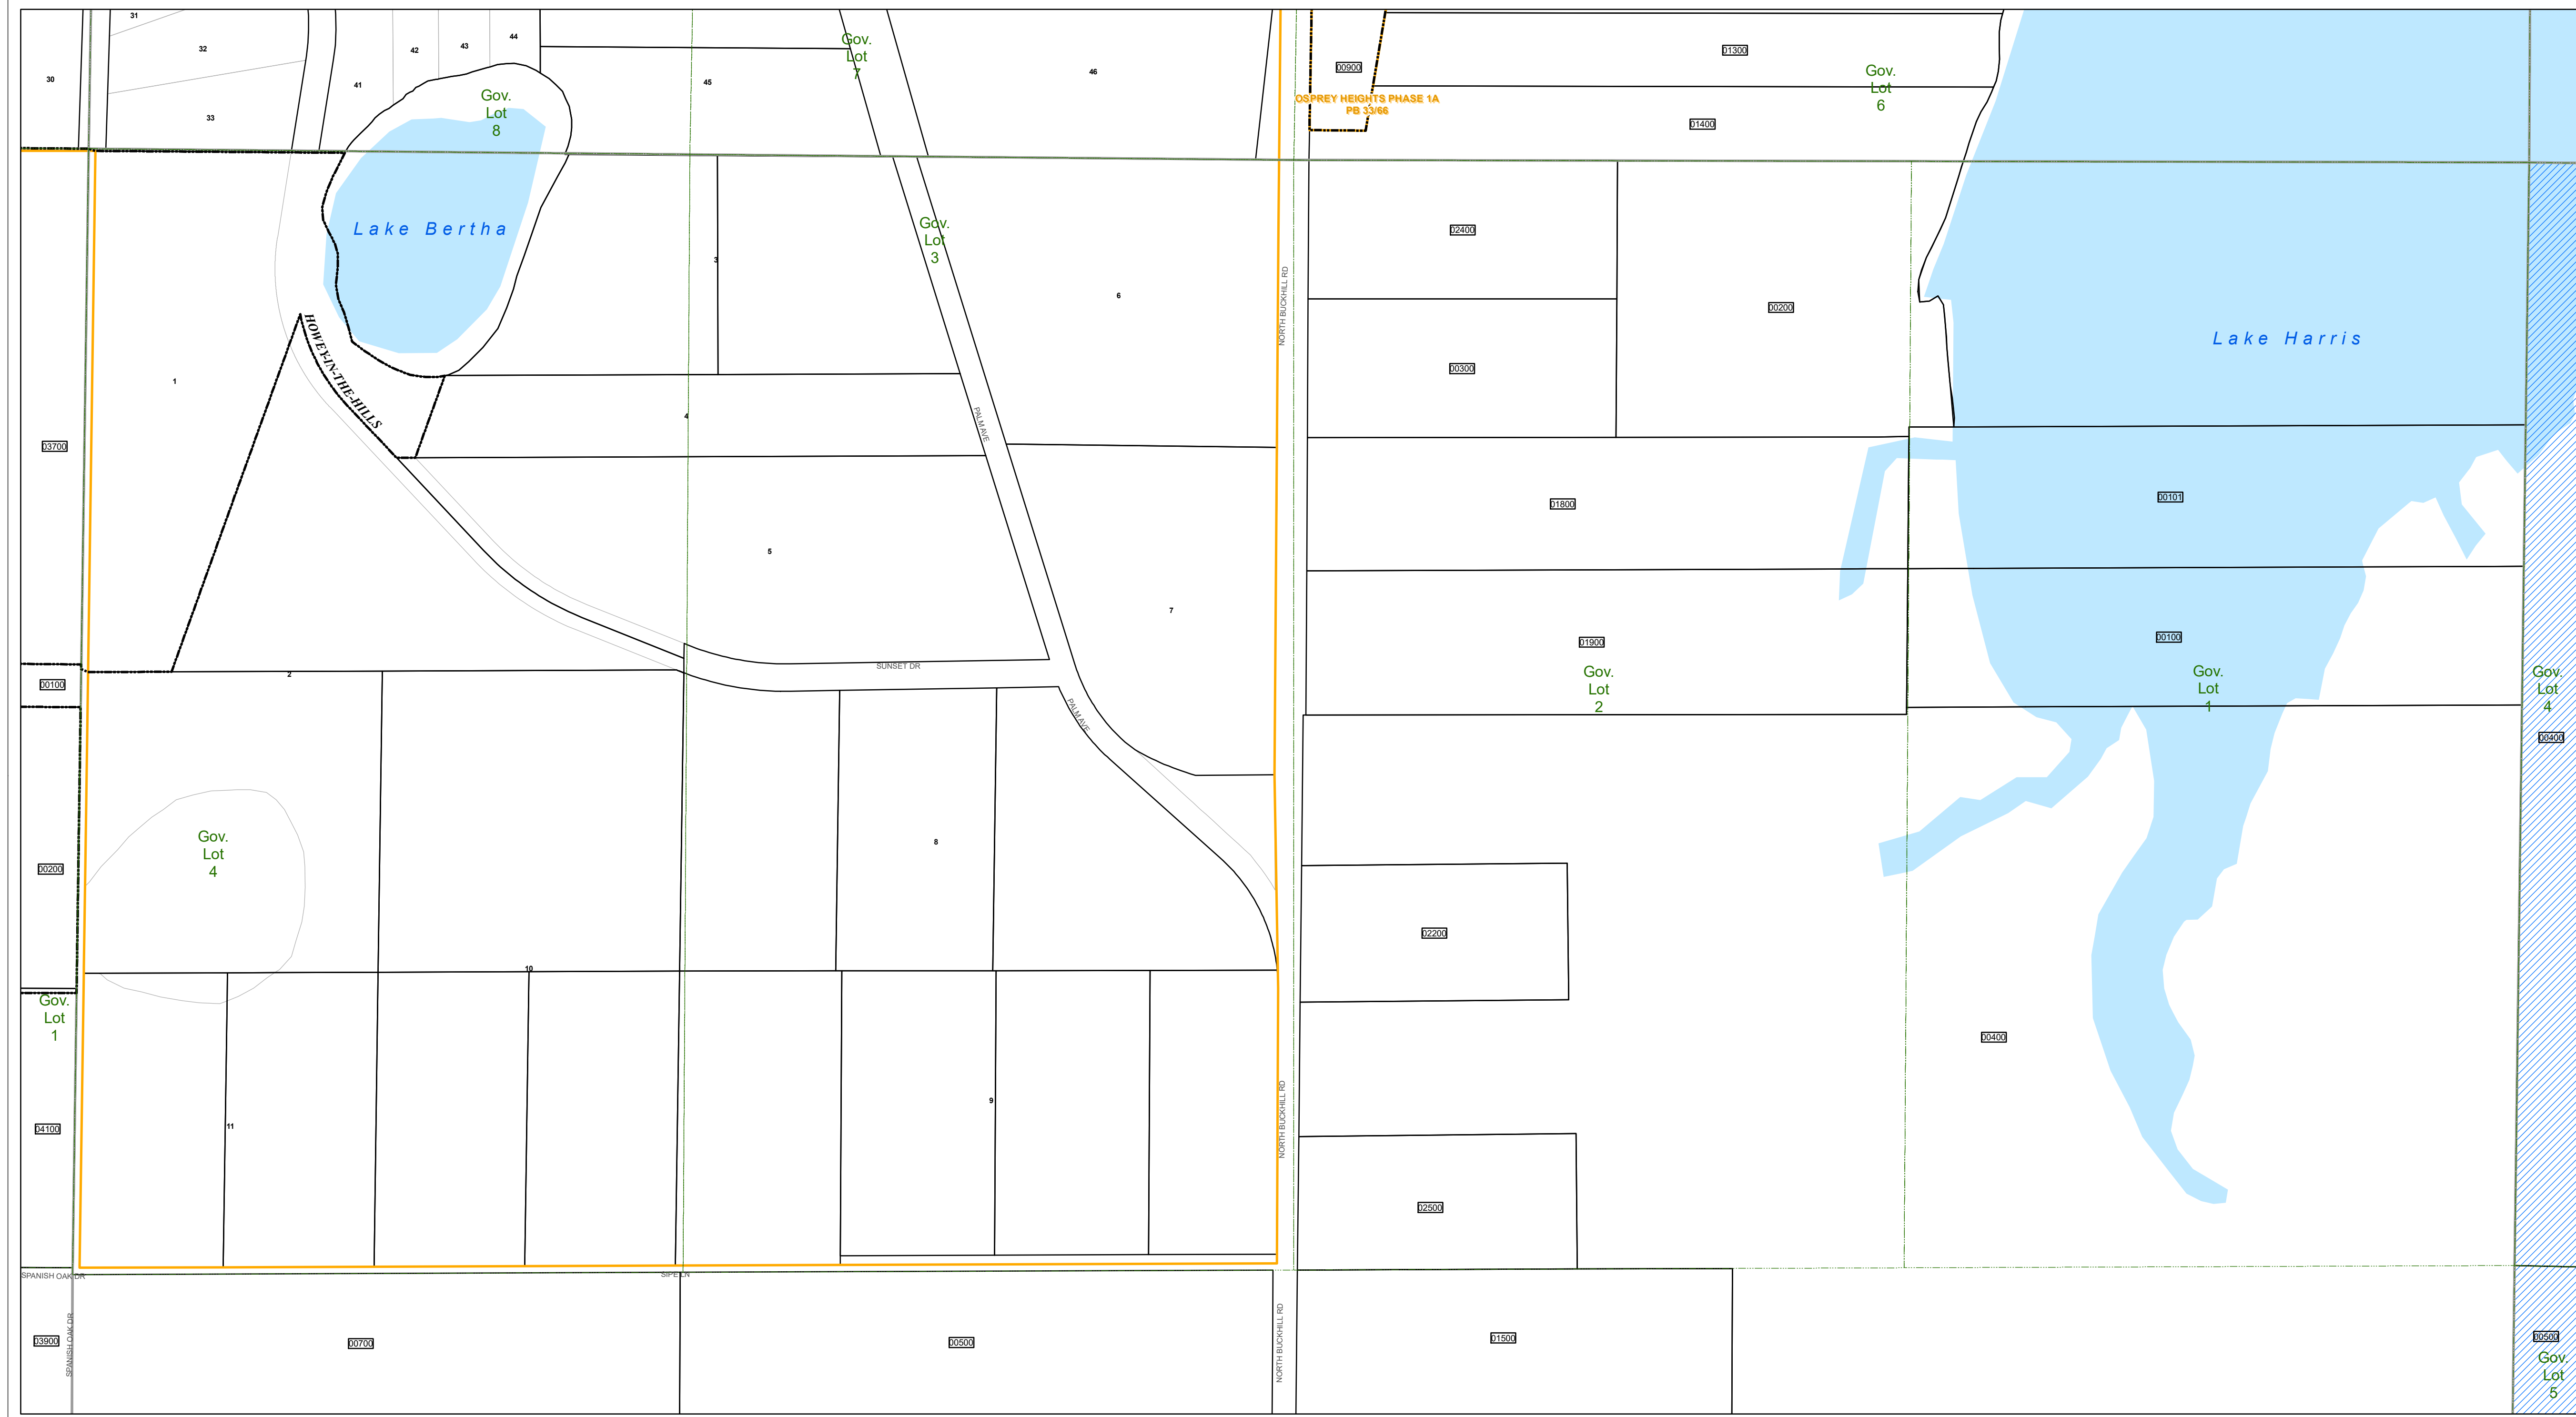 31
32
30
33
41
42
43
44
45
46
Gov.
Lot
8
Gov.
Lot
7
00900
01300
Gov.
Lot
6
OSPREY HEIGHTS PHASE 1A
PB 33/66
01400
Lake Bertha
3
Gov.
Lot
3
6
NORTH BUCKHILL RD
02400
00200
00300
Lake Harris
1
HOWEY-IN-THE-HILLS
03700
4
PALM AVE
5
7
01800
00101
01900
00100
Gov.
Lot
2
Gov.
Lot
1
Gov.
Lot
4
00400
SUNSET DR
00100
2
PALM AVE
Gov.
Lot
4
00200
8
02200
10
Gov.
Lot
1
00400
9
NORTH BUCKHILL RD
04100
11
02500
SPANISH OAK DR
SIPE LN
SPANISH OAK DR
03900
00700
00500
NORTH BUCKHILL RD
01500
00500
Gov.
Lot
5